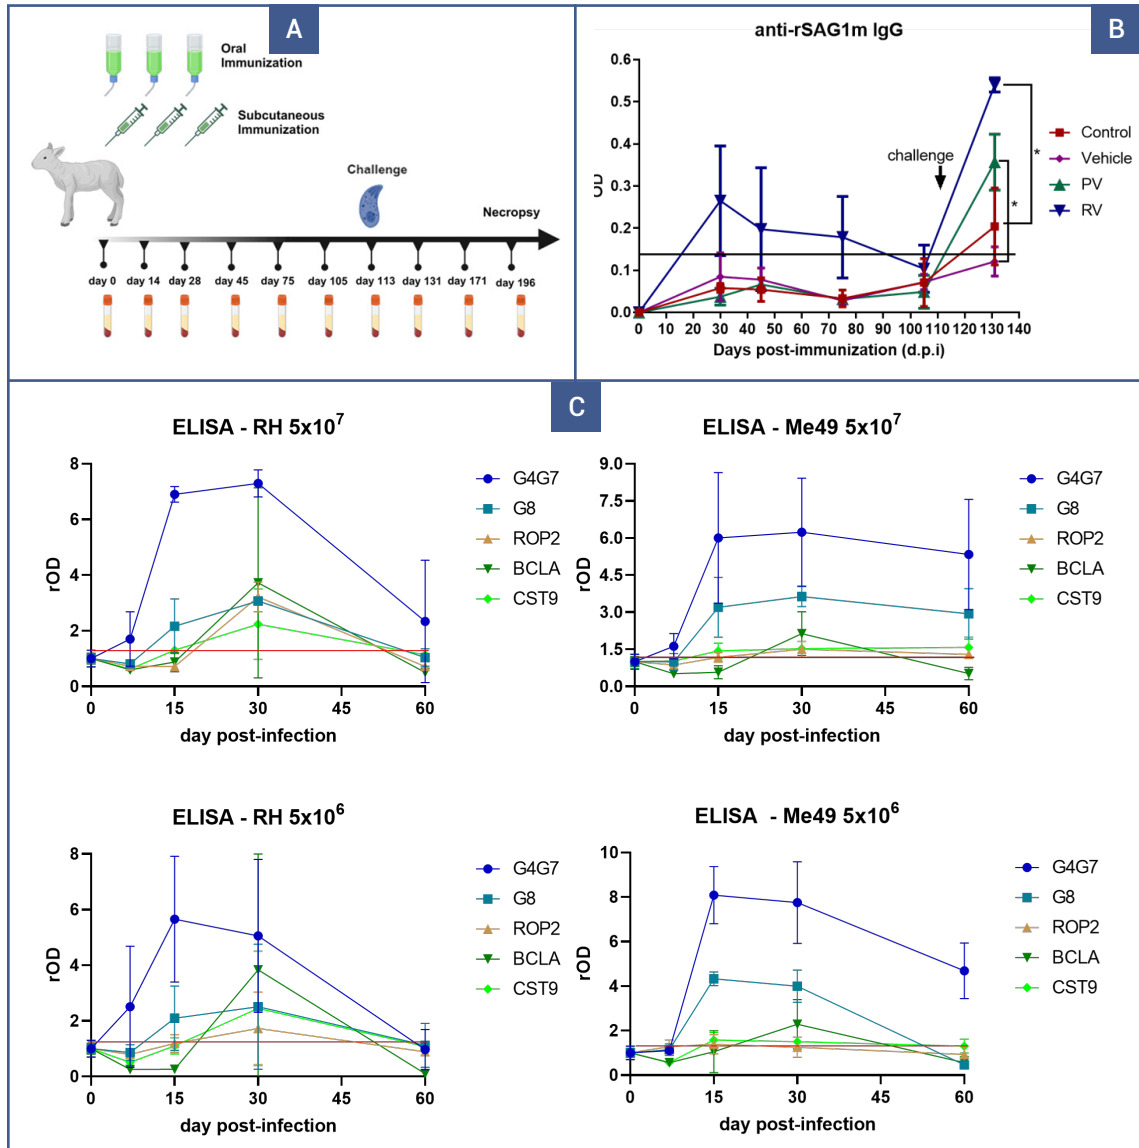 A
Oral
Immunization
Subcutaneous
Immunization
Challenge
Necropsy
day 0
day 14
day 28
day 45
day 75
day 105
day 113
day 131
day 171
day 196
B
anti-rSAG1m IgG
OD
0.6
0.5
0.4
0.3
0.2
0.1
0.0
challenge
*
*
Control
Vehicle
PV
RV
0 10 20 30 40 50 60 70 80 90 100 110 120 130 140
Days post-immunization (d.p.i)
C
ELISA - RH 5x10⁷
rOD
8
6
4
2
0
0 15 30 45 60
day post-infection
G4G7
G8
ROP2
BCLA
CST9
ELISA - Me49 5x10⁷
rOD
9.0
7.5
6.0
4.5
3.0
1.5
0.0
0 15 30 45 60
day post-infection
G4G7
G8
ROP2
BCLA
CST9
ELISA - RH 5x10⁶
rOD
8
6
4
2
0
0 15 30 45 60
day post-infection
G4G7
G8
ROP2
BCLA
CST9
ELISA - Me49 5x10⁶
rOD
10
8
6
4
2
0
0 15 30 45 60
day post-infection
G4G7
G8
ROP2
BCLA
CST9